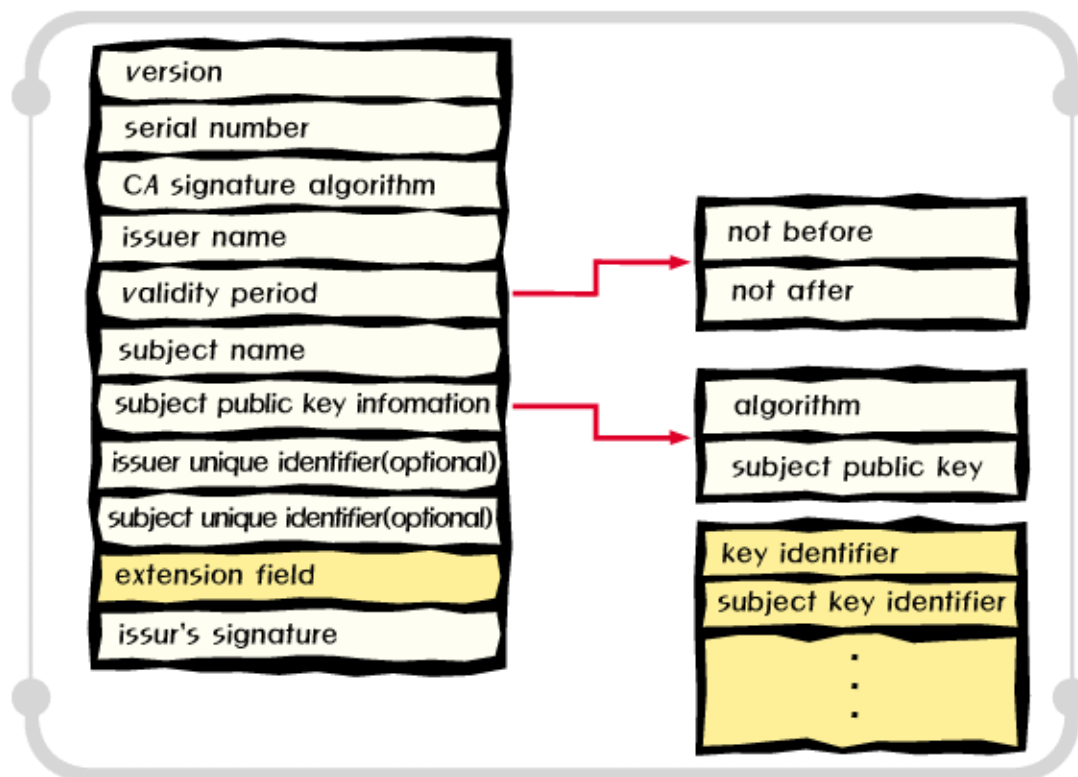 version
serial number
CA signature algorithm
issuer name
validity period
subject name
subject public key infomation
issuer unique identifier(optional)
subject unique identifier(optional)
extension field
issur's signature
not before
not after
algorithm
subject public key
key identifier
subject key identifier